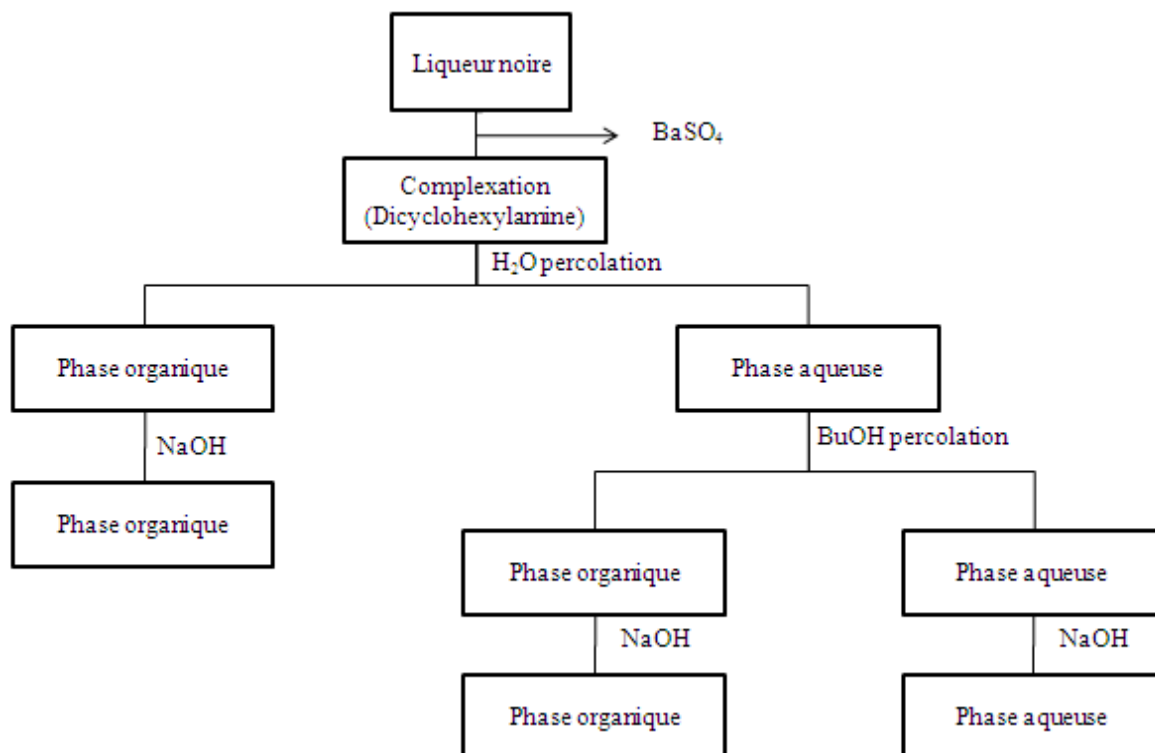 Liqueur noire
BaSO₄
Complexation
(Dicyclohexylamine)
H₂O percolation
Phase organique
Phase aqueuse
NaOH
BuOH percolation
Phase organique
Phase organique
Phase aqueuse
NaOH
NaOH
Phase organique
Phase aqueuse